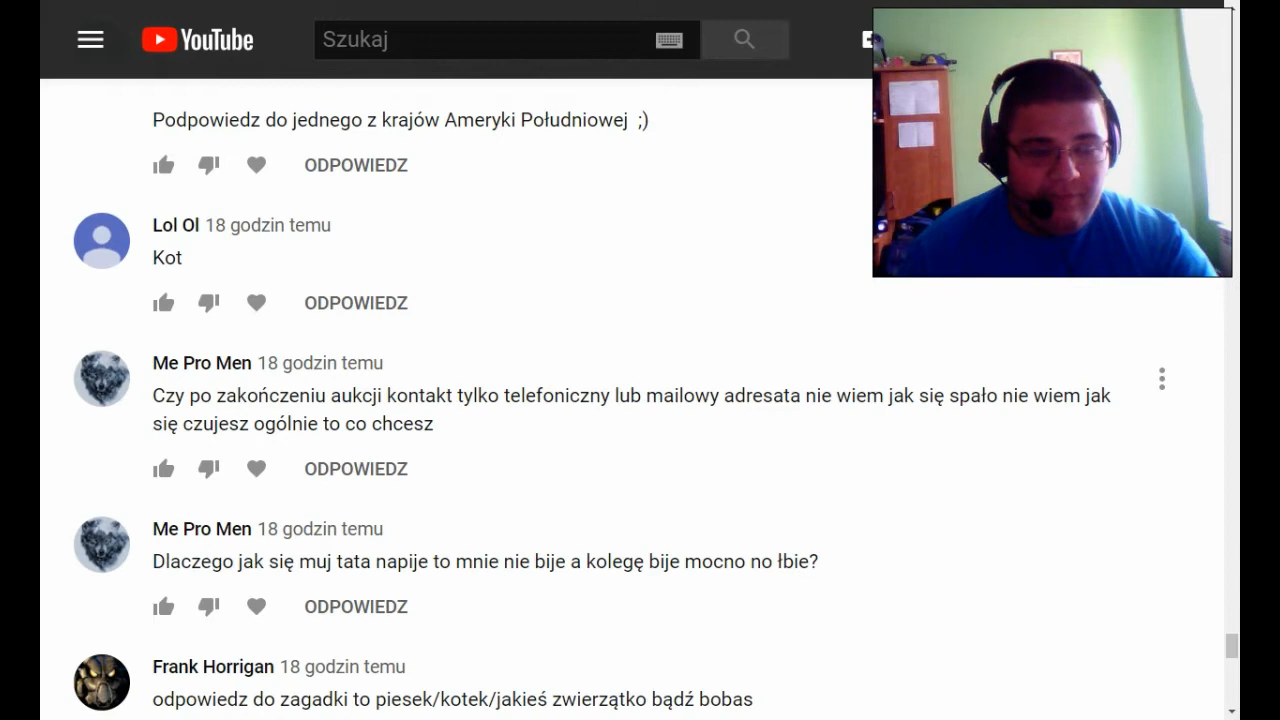 YouTube
Szukaj
Podpowiedz do jednego z krajów Ameryki Południowej ;)
ODPOWIEDZ
Lol Ol 18 godzin temu
Kot
ODPOWIEDZ
Me Pro Men 18 godzin temu
Czy po zakończeniu aukcji kontakt tylko telefoniczny lub mailowy adresata nie wiem jak się spało nie wiem jak
się czujesz ogólnie to co chcesz
ODPOWIEDZ
Me Pro Men 18 godzin temu
Dlaczego jak się muj tata napije to mnie nie bije a kolegę bije mocno no łbie?
ODPOWIEDZ
Frank Horrigan 18 godzin temu
odpowiedz do zagadki to piesek/kotek/jakieś zwierzątko bądź bobas